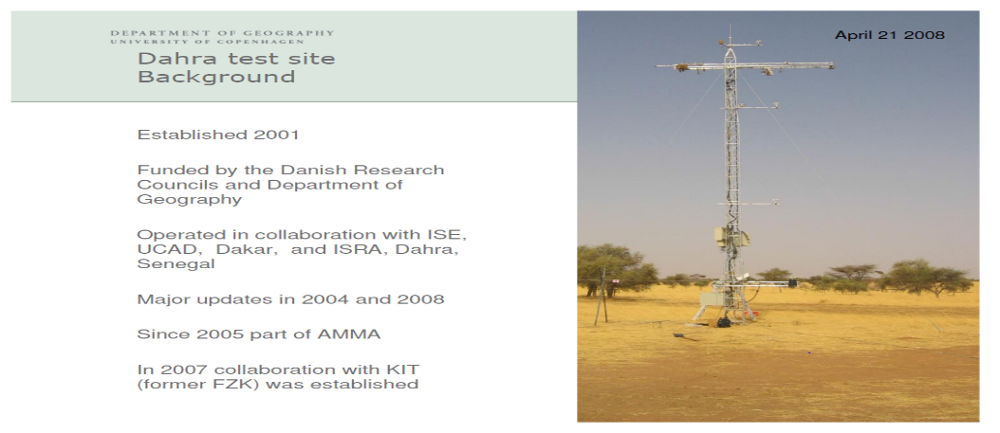 DEPARTMENT OF GEOGRAPHY
UNIVERSITY OF COPENHAGEN
Dahra test site
Background
April 21 2008
Established 2001
Funded by the Danish Research
Councils and Department of
Geography
Operated in collaboration with ISE,
UCAD, Dakar, and ISRA, Dahra,
Senegal
Major updates in 2004 and 2008
Since 2005 part of AMMA
In 2007 collaboration with KIT
(former FZK) was established